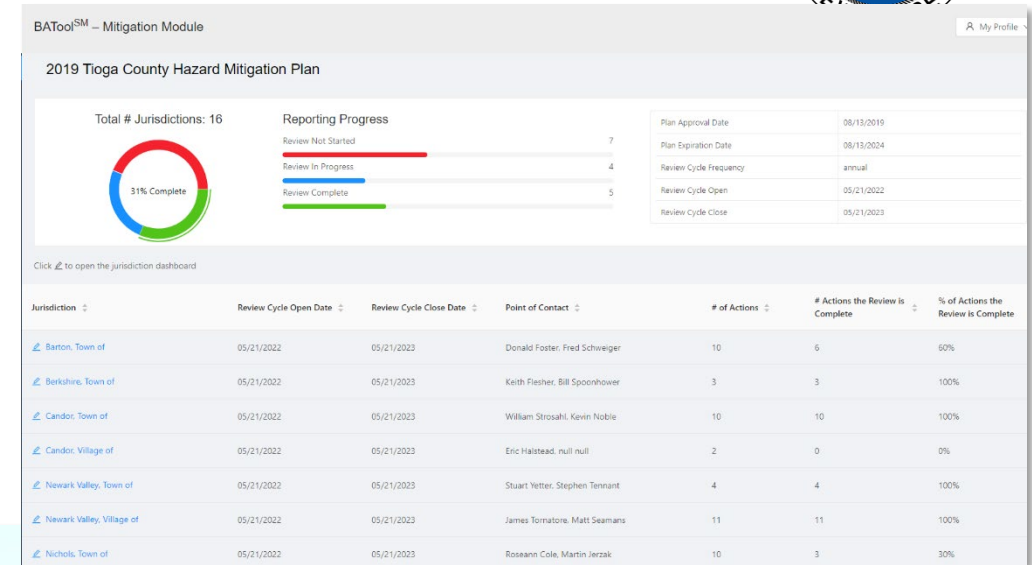 BATool℠ – Mitigation Module
My Profile
2019 Tioga County Hazard Mitigation Plan
Total # Jurisdictions: 16
31% Complete
Reporting Progress
Review Not Started 7
Review In Progress 4
Review Complete 5
Plan Approval Date 08/13/2019
Plan Expiration Date 08/13/2024
Review Cycle Frequency annual
Review Cycle Open 05/21/2022
Review Cycle Close 05/21/2023
Click to open the jurisdiction dashboard
Jurisdiction Review Cycle Open Date Review Cycle Close Date Point of Contact # of Actions # Actions the Review is Complete % of Actions the Review is Complete
Barton, Town of 05/21/2022 05/21/2023 Donald Foster, Fred Schweiger 10 6 60%
Berkshire, Town of 05/21/2022 05/21/2023 Keith Flesher, Bill Spoonhower 3 3 100%
Candor, Town of 05/21/2022 05/21/2023 William Strosahl, Kevin Noble 10 10 100%
Candor, Village of 05/21/2022 05/21/2023 Eric Halstead, null null 2 0 0%
Newark Valley, Town of 05/21/2022 05/21/2023 Stuart Yetter, Stephen Tennant 4 4 100%
Newark Valley, Village of 05/21/2022 05/21/2023 James Tornatore, Matt Seamans 11 11 100%
Nichols, Town of 05/21/2022 05/21/2023 Roseann Cole, Martin Jerzak 10 3 30%